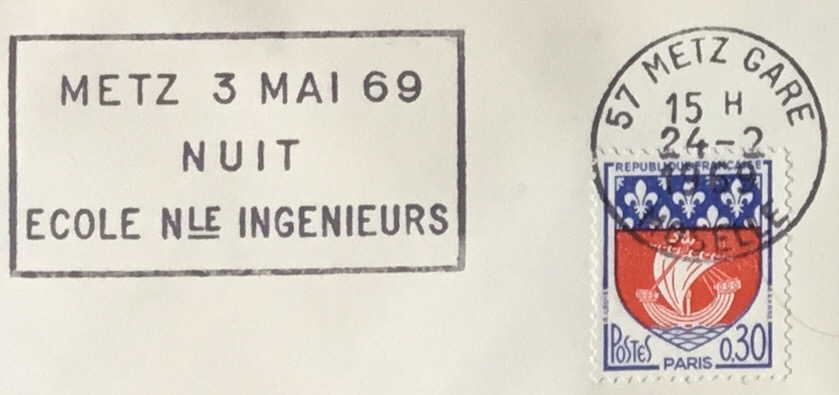 METZ 3 MAI 69
NUIT
ECOLE NLE INGENIEURS
57 METZ GARE
15 H
24-2
1969
MOSELLE
REPUBLIQUE FRANÇAISE
POSTES 0,30
PARIS